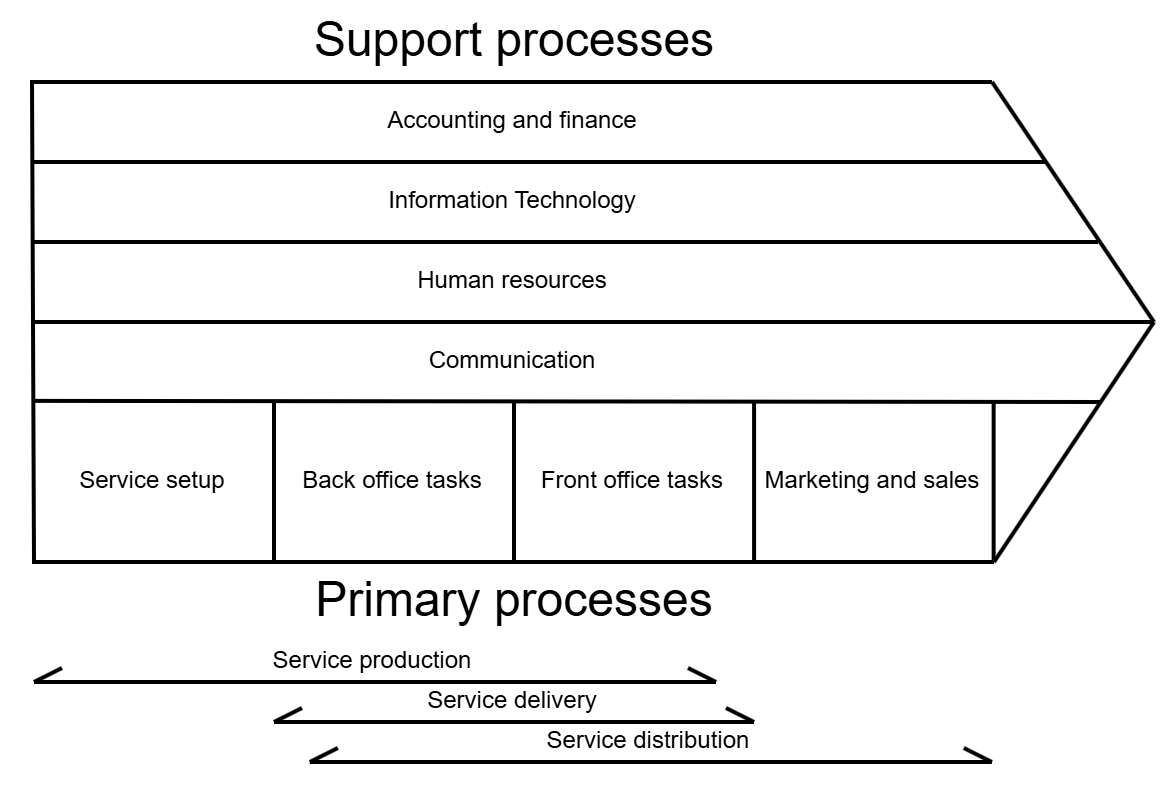 Support processes
Accounting and finance
Information Technology
Human resources
Communication
Service setup
Back office tasks
Front office tasks
Marketing and sales
Primary processes
Service production
Service delivery
Service distribution